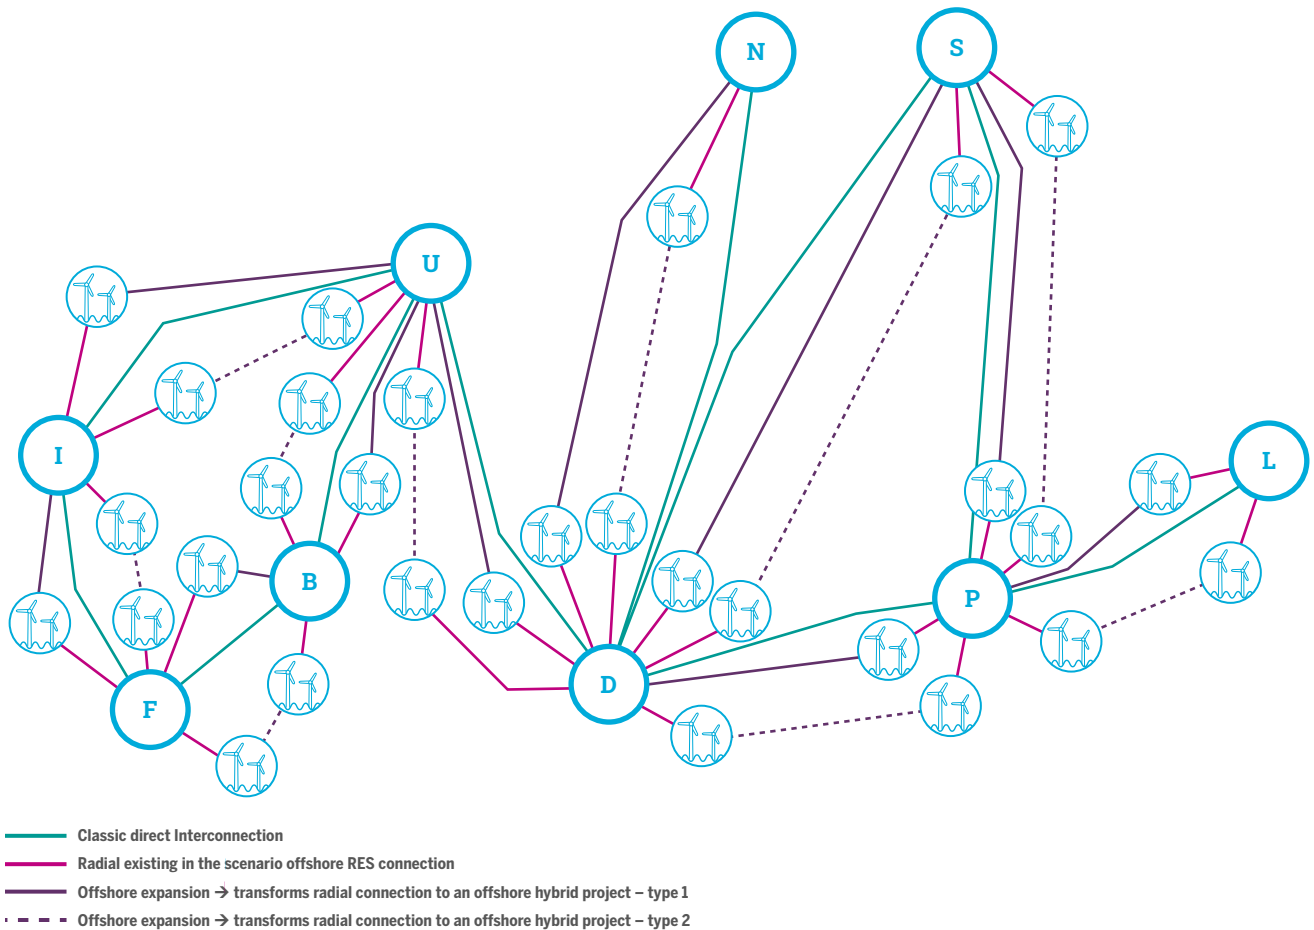 N
S
U
I
L
B
P
D
F
Classic direct Interconnection
Radial existing in the scenario offshore RES connection
Offshore expansion → transforms radial connection to an offshore hybrid project – type 1
Offshore expansion → transforms radial connection to an offshore hybrid project – type 2